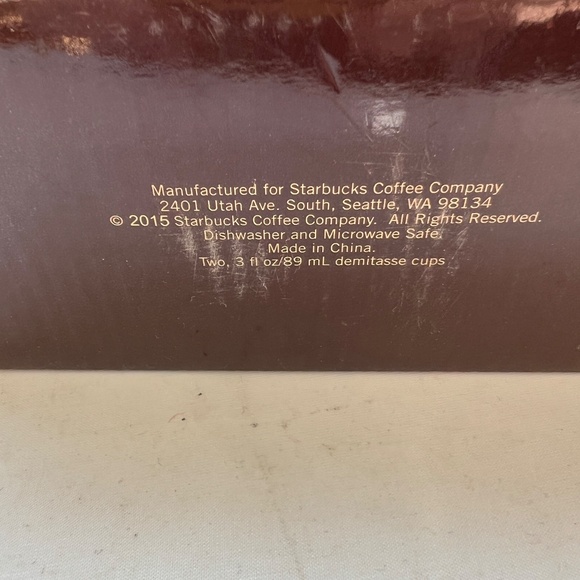 Manufactured for Starbucks Coffee Company
2401 Utah Ave. South, Seattle, WA 98134
© 2015 Starbucks Coffee Company. All Rights Reserved.
Dishwasher and Microwave Safe.
Made in China.
Two, 3 fl oz/89 mL demitasse cups